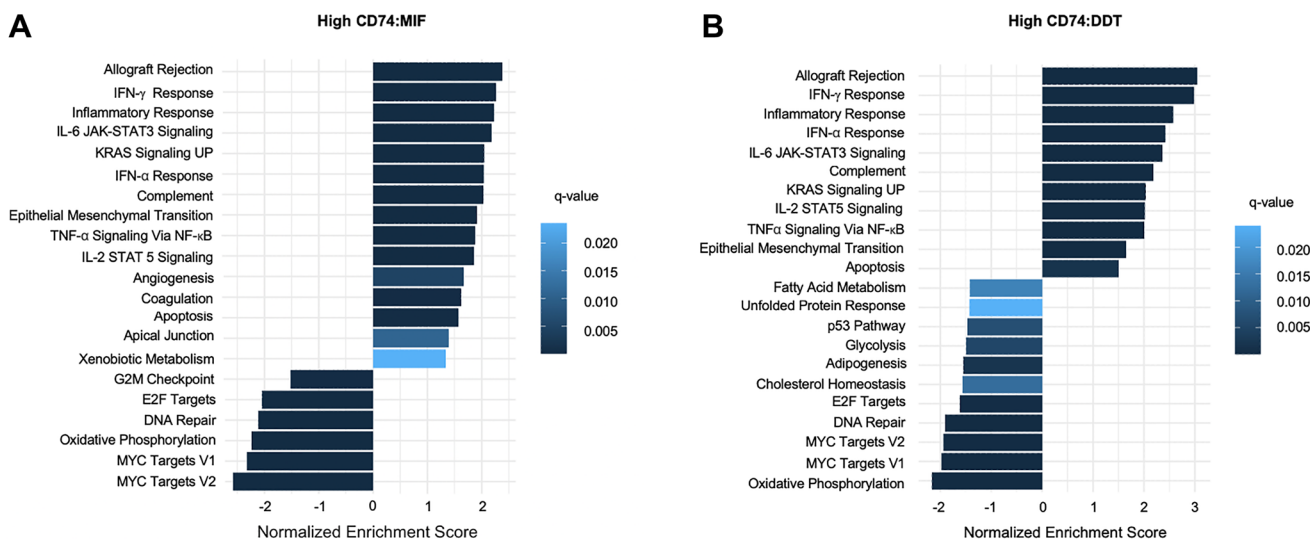 A
High CD74:MIF
Allograft Rejection
IFN-γ Response
Inflammatory Response
IL-6 JAK-STAT3 Signaling
KRAS Signaling UP
IFN-α Response
Complement
Epithelial Mesenchymal Transition
TNF-α Signaling Via NF-κB
IL-2 STAT 5 Signaling
Angiogenesis
Coagulation
Apoptosis
Apical Junction
Xenobiotic Metabolism
G2M Checkpoint
E2F Targets
DNA Repair
Oxidative Phosphorylation
MYC Targets V1
MYC Targets V2
-2 -1 0 1 2
Normalized Enrichment Score
q-value
0.020
0.015
0.010
0.005
B
High CD74:DDT
Allograft Rejection
IFN-γ Response
Inflammatory Response
IFN-α Response
IL-6 JAK-STAT3 Signaling
Complement
KRAS Signaling UP
IL-2 STAT5 Signaling
TNFα Signaling Via NF-κB
Epithelial Mesenchymal Transition
Apoptosis
Fatty Acid Metabolism
Unfolded Protein Response
p53 Pathway
Glycolysis
Adipogenesis
Cholesterol Homeostasis
E2F Targets
DNA Repair
MYC Targets V2
MYC Targets V1
Oxidative Phosphorylation
-2 -1 0 1 2 3
Normalized Enrichment Score
q-value
0.020
0.015
0.010
0.005